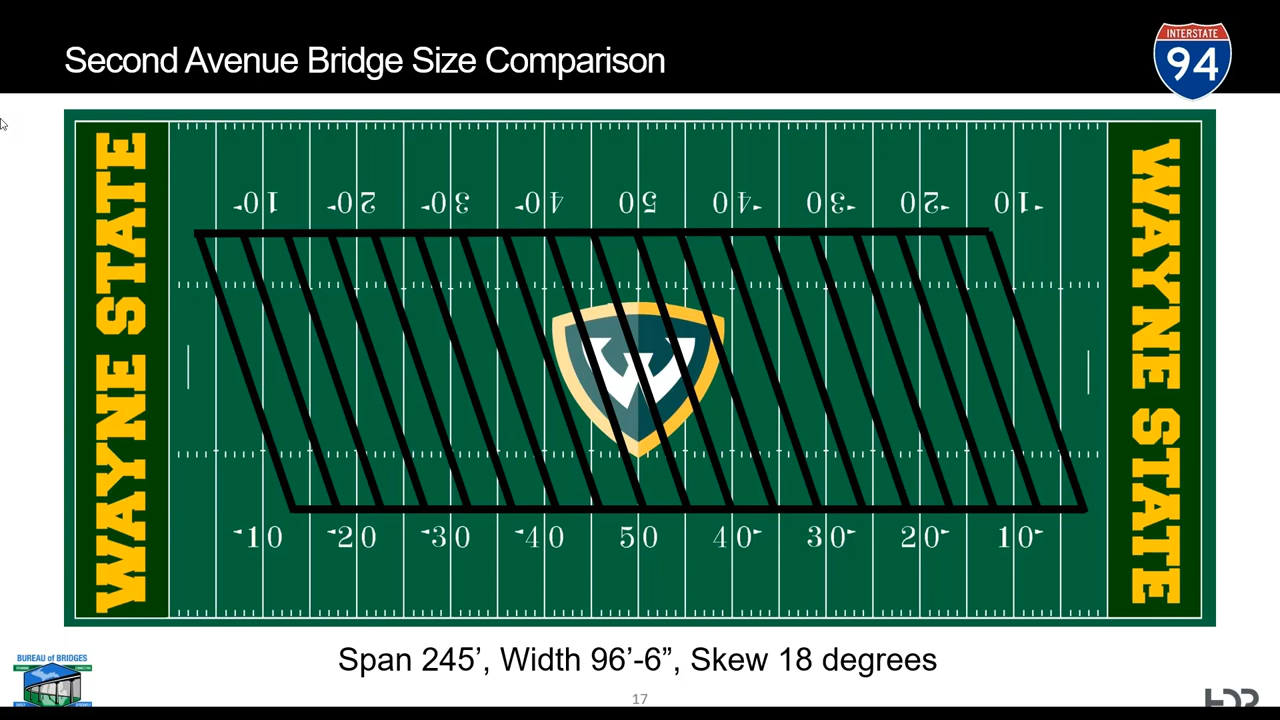 Second Avenue Bridge Size Comparison
INTERSTATE
94
WAYNE STATE
10 20 30 40 50 40 30 20 10
W
10 20 30 40 50 40 30 20 10
WAYNE STATE
Span 245’, Width 96’-6”, Skew 18 degrees
BUREAU of BRIDGES
17
HDR